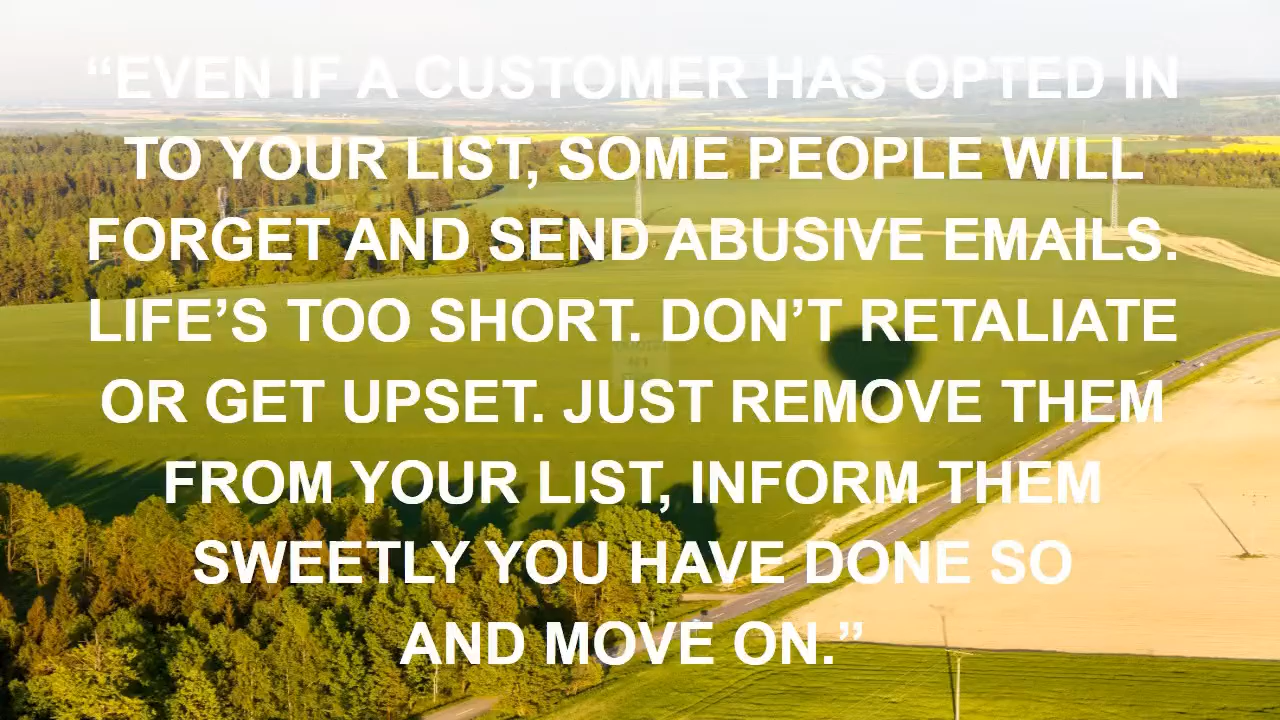 “EVEN IF A CUSTOMER HAS OPTED IN
TO YOUR LIST, SOME PEOPLE WILL
FORGET AND SEND ABUSIVE EMAILS.
LIFE’S TOO SHORT. DON’T RETALIATE
OR GET UPSET. JUST REMOVE THEM
FROM YOUR LIST, INFORM THEM
SWEETLY YOU HAVE DONE SO
AND MOVE ON.”